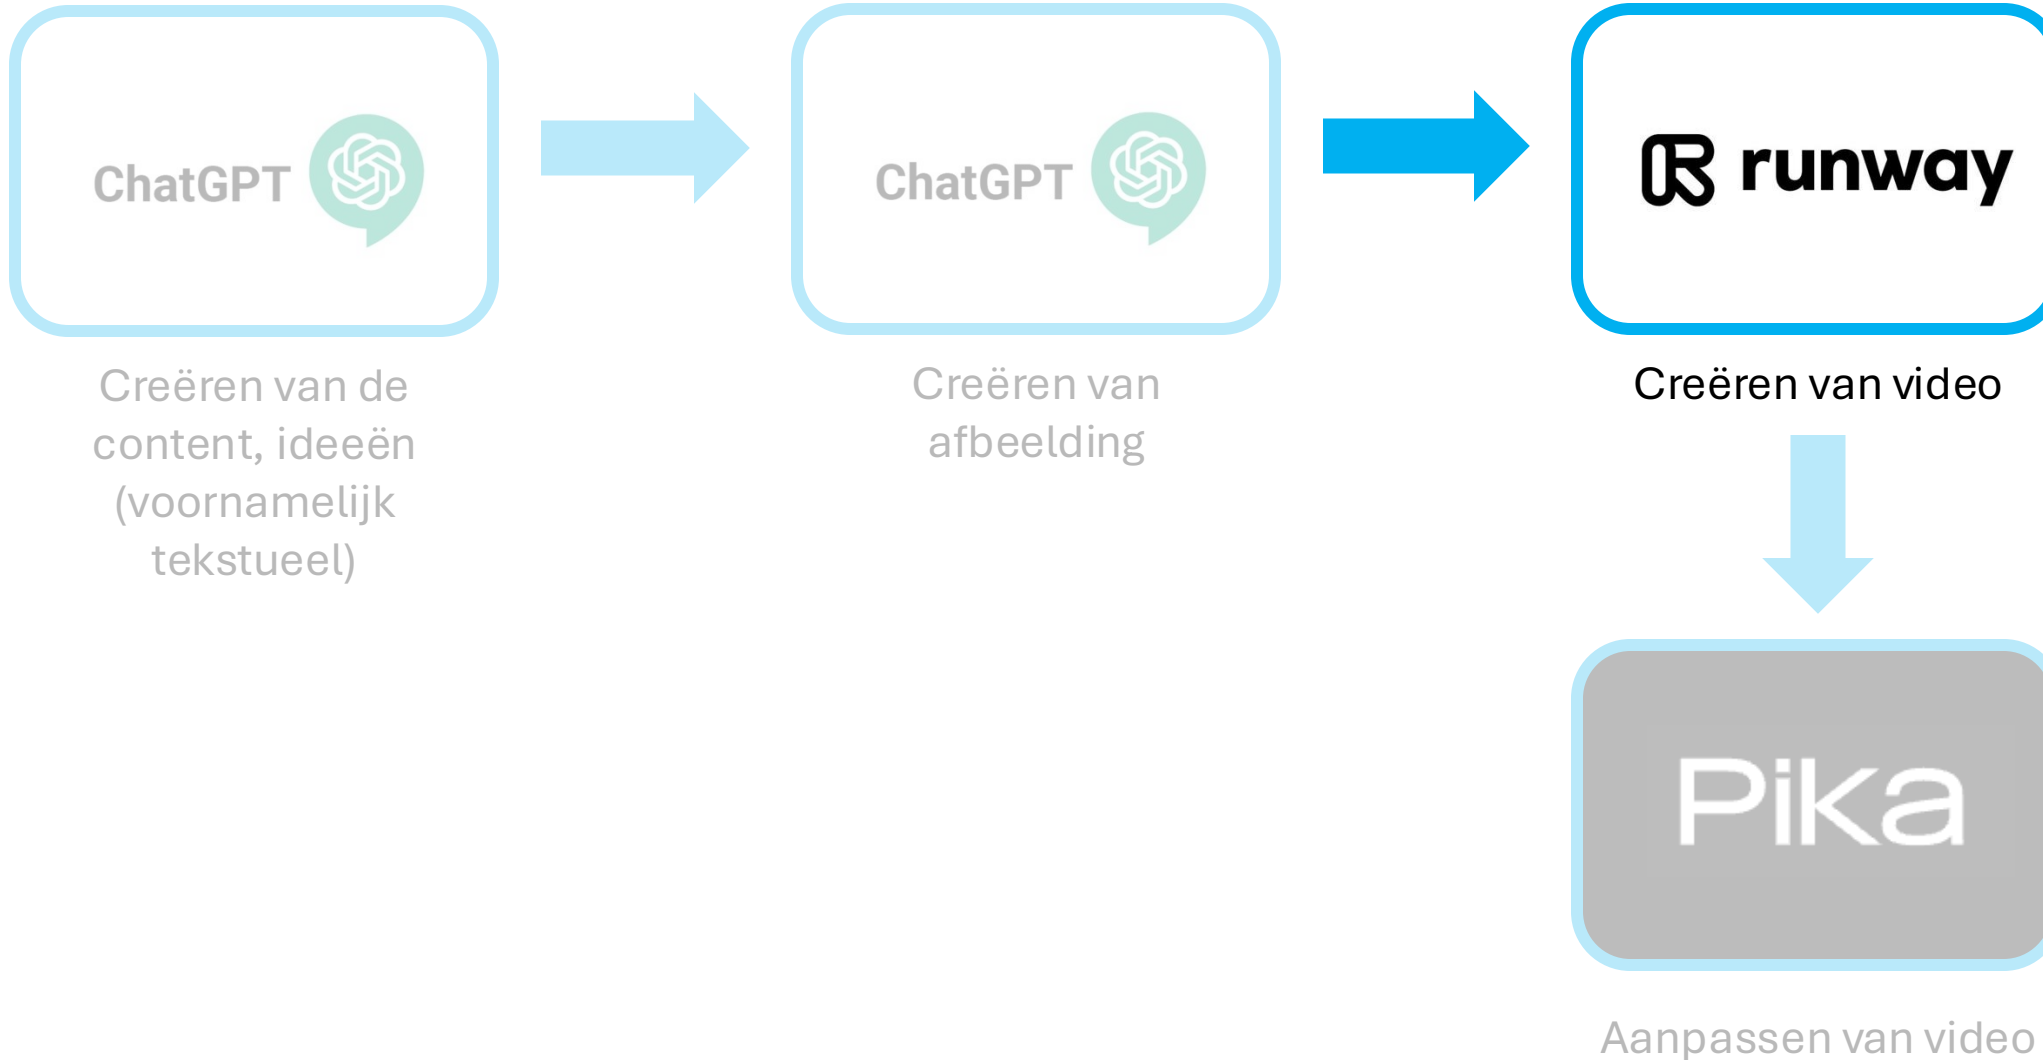 ChatGPT
Creëren van de
content, ideeën
(voornamelijk
tekstueel)
ChatGPT
Creëren van
afbeelding
runway
Creëren van video
Pika
Aanpassen van video